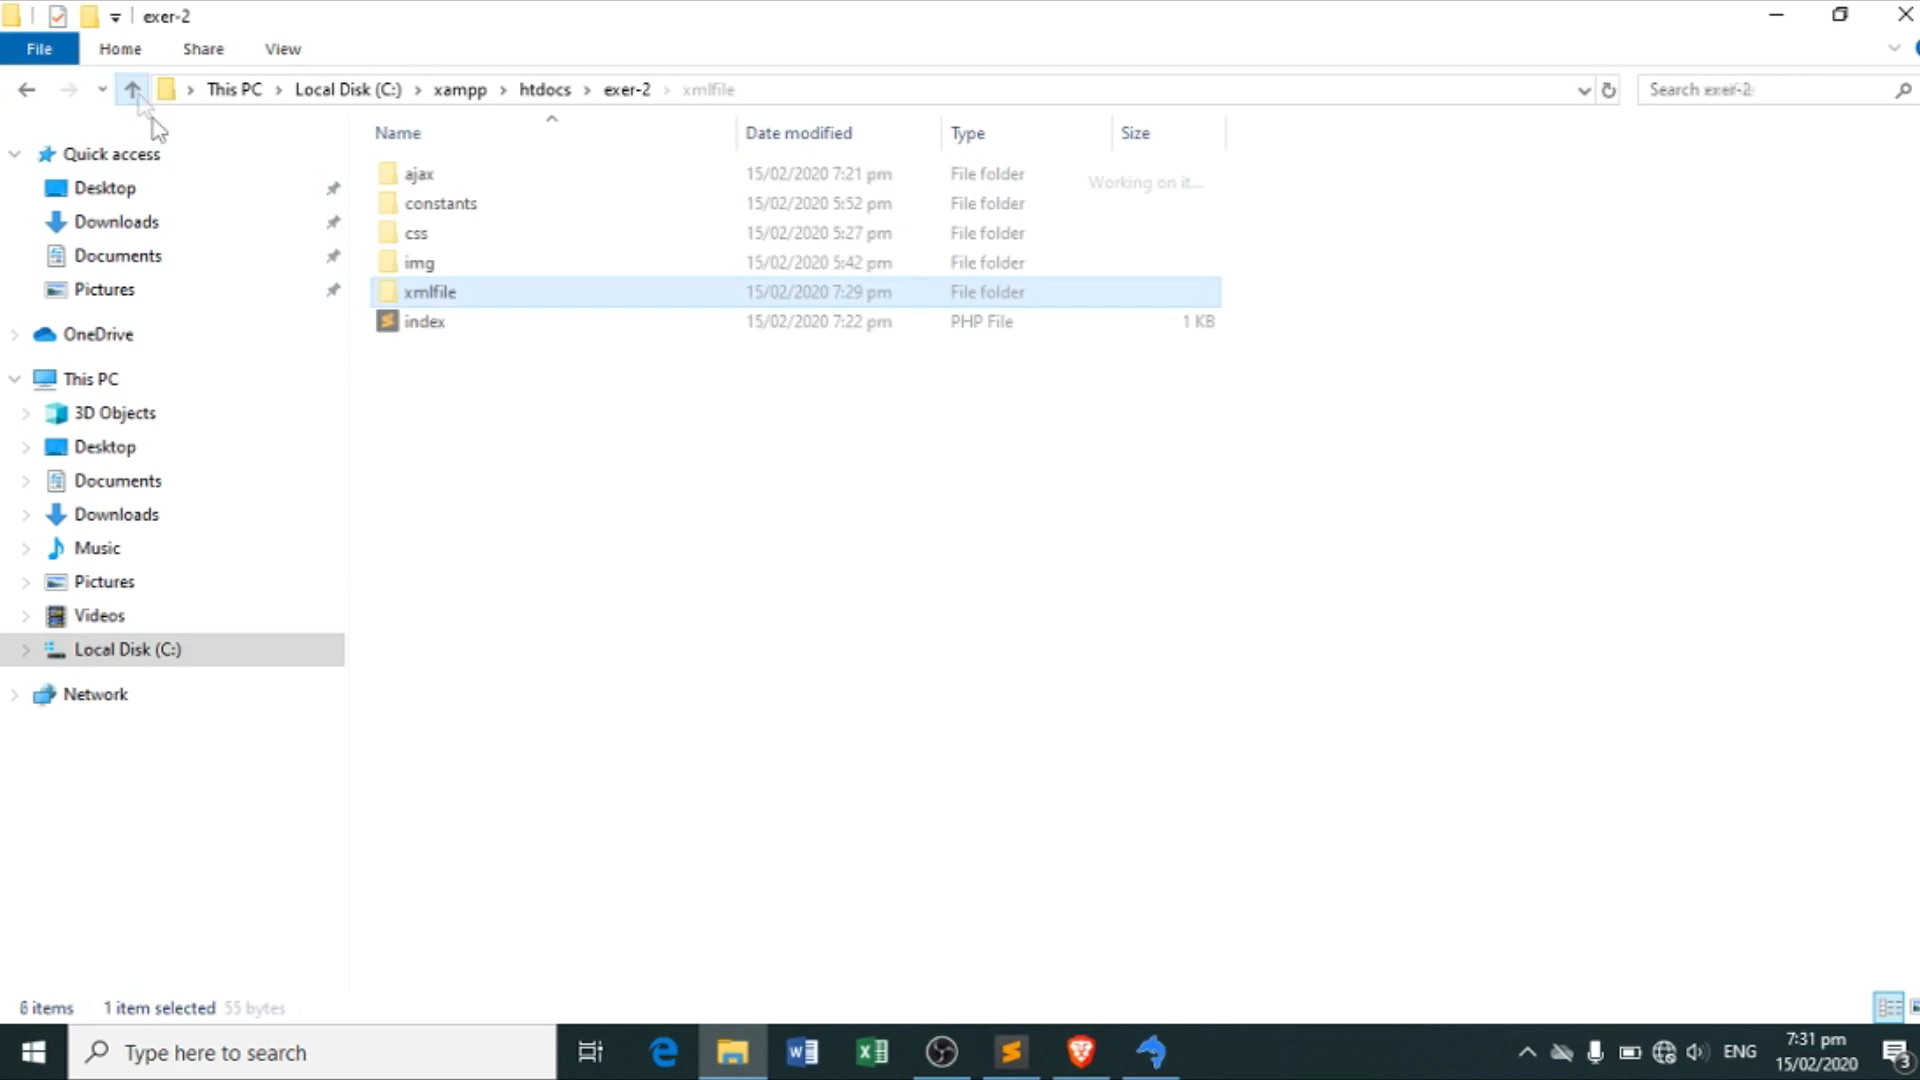 exer-2
File Home Share View
This PC Local Disk (C:) xampp htdocs exer-2 xmlfile
Search exer-2
Name Date modified Type Size
ajax 15/02/2020 7:21 pm File folder
Working on it...
constants 15/02/2020 5:52 pm File folder
css 15/02/2020 5:27 pm File folder
img 15/02/2020 5:42 pm File folder
xmlfile 15/02/2020 7:29 pm File folder
index 15/02/2020 7:22 pm PHP File 1 KB
Quick access
Desktop
Downloads
Documents
Pictures
OneDrive
This PC
3D Objects
Desktop
Documents
Downloads
Music
Pictures
Videos
Local Disk (C:)
Network
items 1 item selected 55 bytes
Type here to search
ENG
7:31 pm
15/02/2020
3